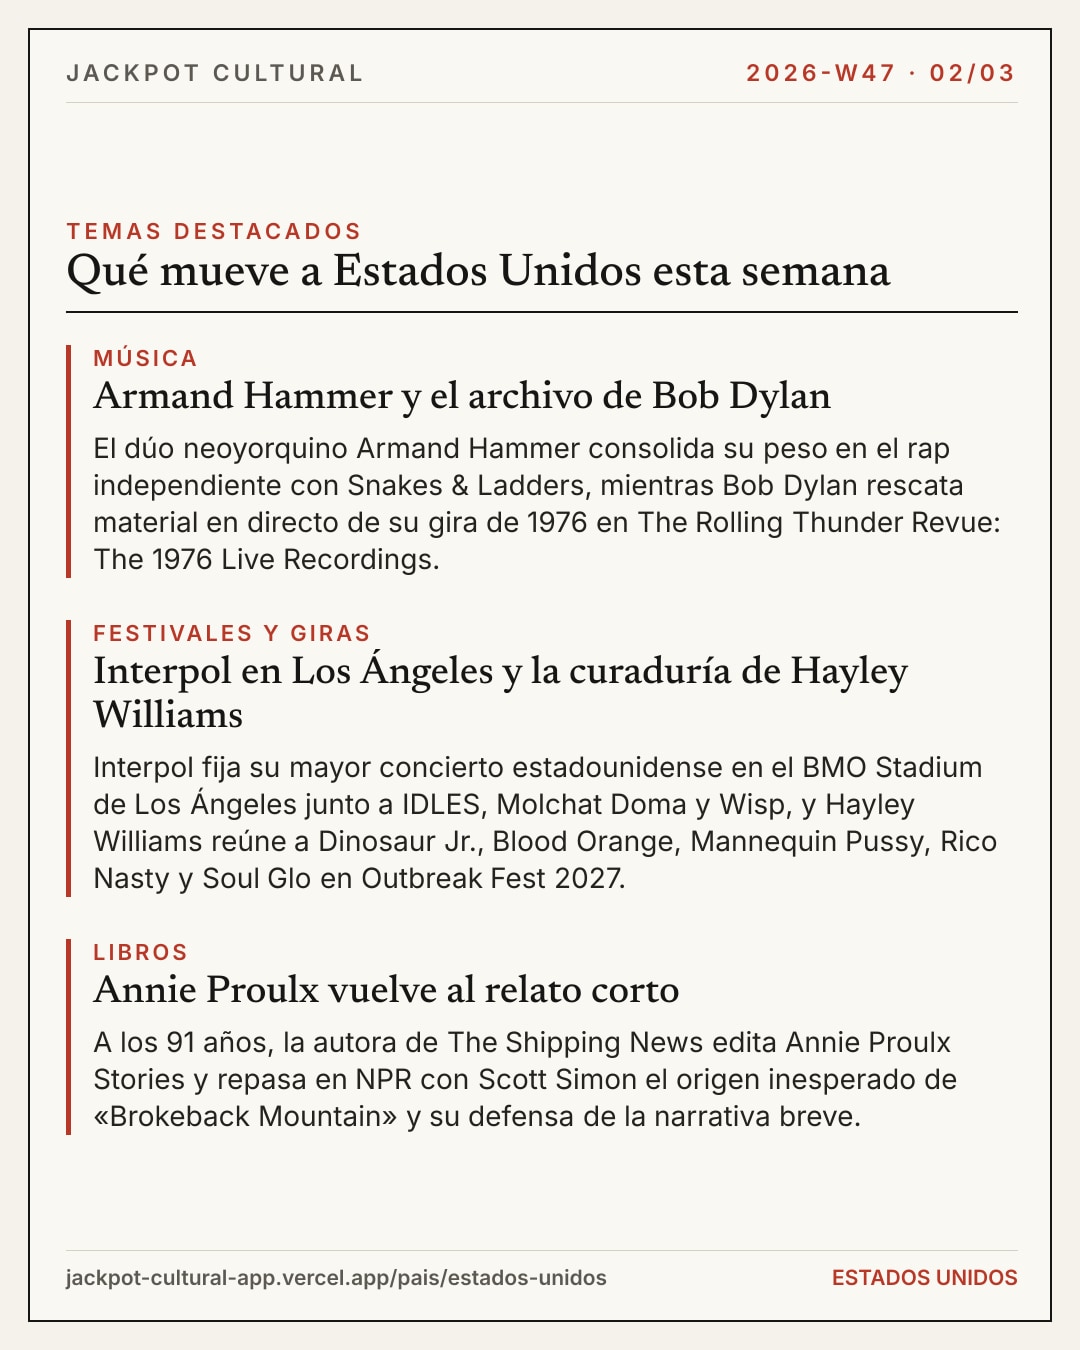 JACKPOT CULTURAL
2026-W47 · 02/03
TEMAS DESTACADOS
Qué mueve a Estados Unidos esta semana
MÚSICA
Armand Hammer y el archivo de Bob Dylan
El dúo neoyorquino Armand Hammer consolida su peso en el rap
independiente con Snakes & Ladders, mientras Bob Dylan rescata
material en directo de su gira de 1976 en The Rolling Thunder Revue:
The 1976 Live Recordings.
FESTIVALES Y GIRAS
Interpol en Los Ángeles y la curaduría de Hayley
Williams
Interpol fija su mayor concierto estadounidense en el BMO Stadium
de Los Ángeles junto a IDLES, Molchat Doma y Wisp, y Hayley
Williams reúne a Dinosaur Jr., Blood Orange, Mannequin Pussy, Rico
Nasty y Soul Glo en Outbreak Fest 2027.
LIBROS
Annie Proulx vuelve al relato corto
A los 91 años, la autora de The Shipping News edita Annie Proulx
Stories y repasa en NPR con Scott Simon el origen inesperado de
«Brokeback Mountain» y su defensa de la narrativa breve.
jackpot-cultural-app.vercel.app/pais/estados-unidos
ESTADOS UNIDOS